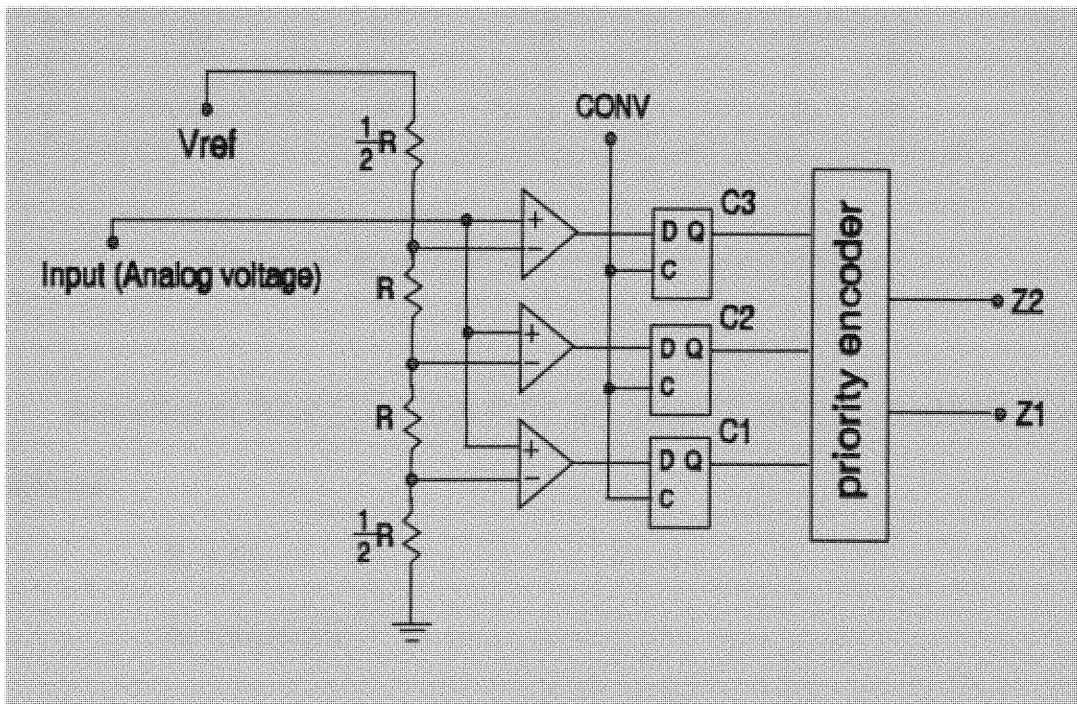 CONV
Vref
1/2 R
C3
+
D Q
−
C
Input (Analog voltage)
R
priority encoder
Z2
C2
+
D Q
−
C
R
C1
Z1
+
D Q
−
C
1/2 R